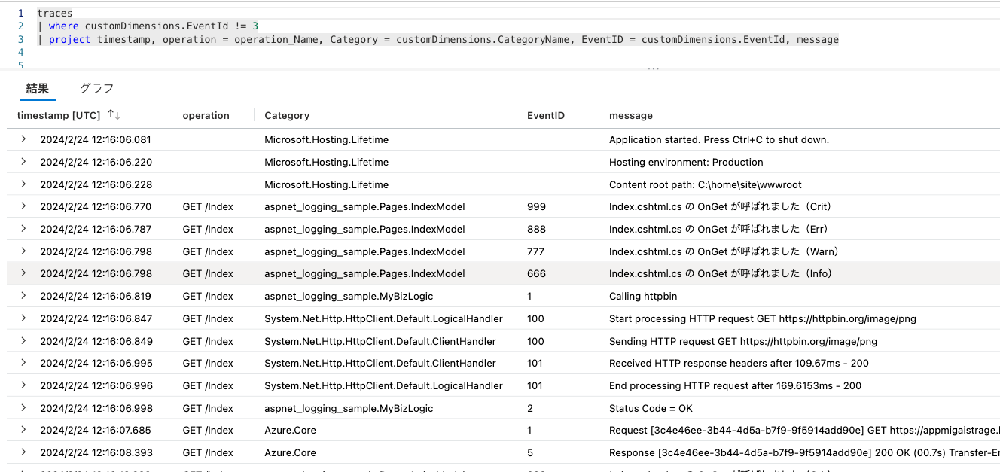 1 traces
2 | where customDimensions.EventId != 3
3 | project timestamp, operation = operation_Name, Category = customDimensions.CategoryName, EventID = customDimensions.EventId, message
4
5
...
結果 グラフ
timestamp [UTC] ↑↓ operation Category EventID message
2024/2/24 12:16:06.081 Microsoft.Hosting.Lifetime Application started. Press Ctrl+C to shut down.
2024/2/24 12:16:06.220 Microsoft.Hosting.Lifetime Hosting environment: Production
2024/2/24 12:16:06.228 Microsoft.Hosting.Lifetime Content root path: C:\home\site\wwwroot
2024/2/24 12:16:06.770 GET /Index aspnet_logging_sample.Pages.IndexModel 999 Index.cshtml.cs の OnGet が呼ばれました（Crit）
2024/2/24 12:16:06.787 GET /Index aspnet_logging_sample.Pages.IndexModel 888 Index.cshtml.cs の OnGet が呼ばれました（Err）
2024/2/24 12:16:06.798 GET /Index aspnet_logging_sample.Pages.IndexModel 777 Index.cshtml.cs の OnGet が呼ばれました（Warn）
2024/2/24 12:16:06.798 GET /Index aspnet_logging_sample.Pages.IndexModel 666 Index.cshtml.cs の OnGet が呼ばれました（Info）
2024/2/24 12:16:06.819 GET /Index aspnet_logging_sample.MyBizLogic 1 Calling httpbin
2024/2/24 12:16:06.847 GET /Index System.Net.Http.HttpClient.Default.LogicalHandler 100 Start processing HTTP request GET https://httpbin.org/image/png
2024/2/24 12:16:06.849 GET /Index System.Net.Http.HttpClient.Default.ClientHandler 100 Sending HTTP request GET https://httpbin.org/image/png
2024/2/24 12:16:06.995 GET /Index System.Net.Http.HttpClient.Default.ClientHandler 101 Received HTTP response headers after 109.67ms - 200
2024/2/24 12:16:06.996 GET /Index System.Net.Http.HttpClient.Default.LogicalHandler 101 End processing HTTP request after 169.6153ms - 200
2024/2/24 12:16:06.998 GET /Index aspnet_logging_sample.MyBizLogic 2 Status Code = OK
2024/2/24 12:16:07.685 GET /Index Azure.Core 1 Request [3c4e46ee-3b44-4d5a-b7f9-9f5914add90e] GET https://appmigaistrage.
2024/2/24 12:16:08.393 GET /Index Azure.Core 5 Response [3c4e46ee-3b44-4d5a-b7f9-9f5914add90e] 200 OK (00.7s) Transfer-